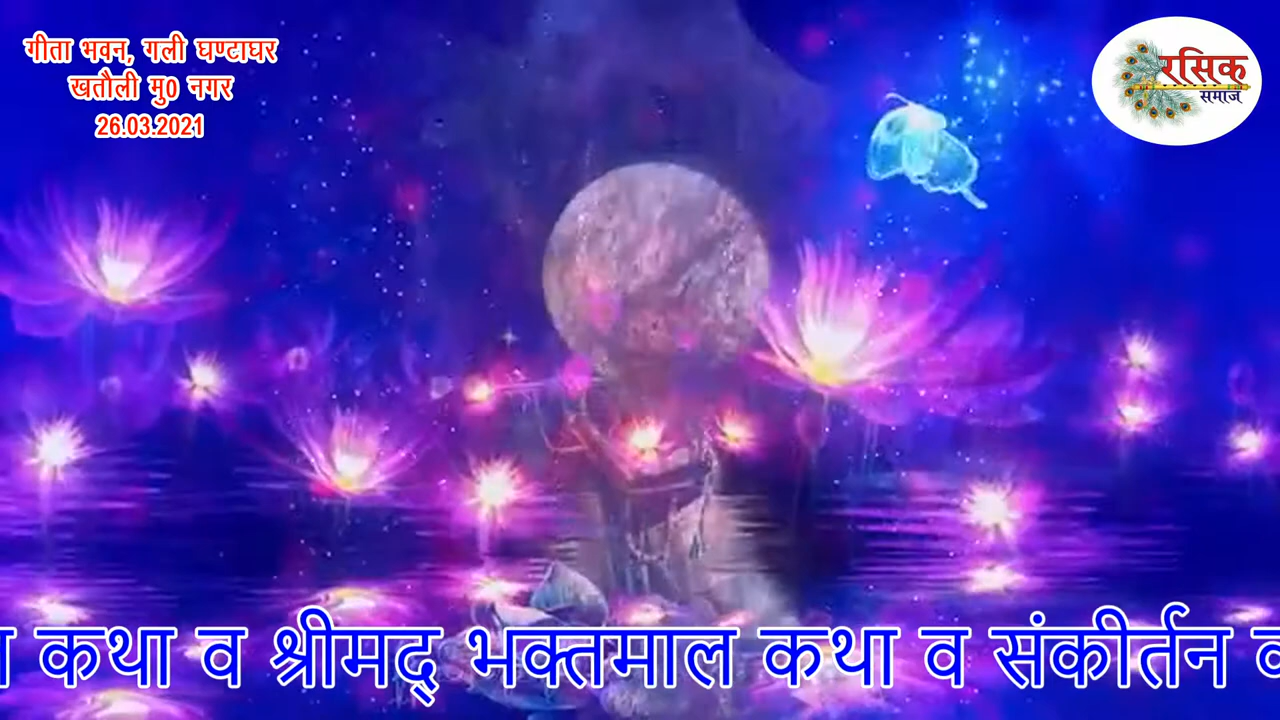 गीता भवन, गली घण्टाघर
खतौली मु0 नगर
26.03.2021
रसिक
समाज
कथा व श्रीमद् भक्तमाल कथा व संकीर्तन